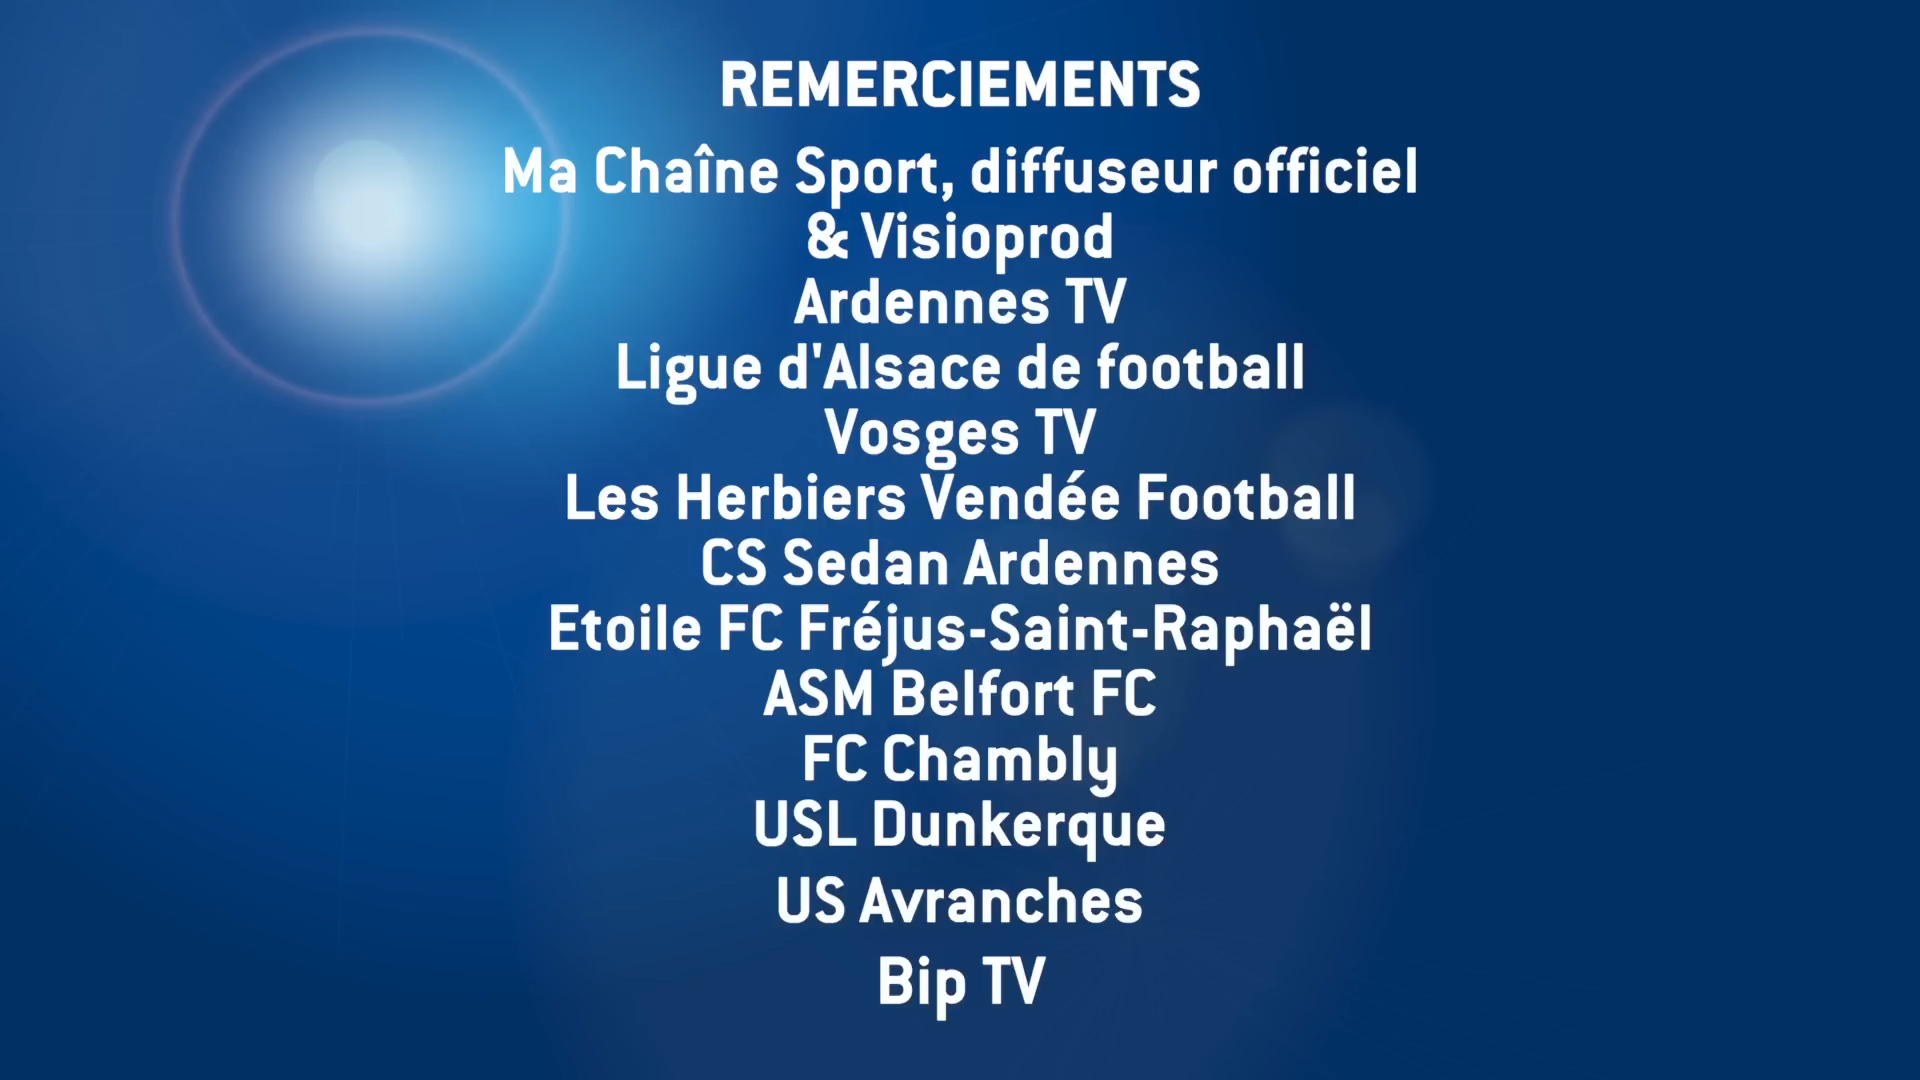 REMERCIEMENTS
Ma Chaîne Sport, diffuseur officiel
& Visioprod
Ardennes TV
Ligue d'Alsace de football
Vosges TV
Les Herbiers Vendée Football
CS Sedan Ardennes
Etoile FC Fréjus-Saint-Raphaël
ASM Belfort FC
FC Chambly
USL Dunkerque
US Avranches
Bip TV